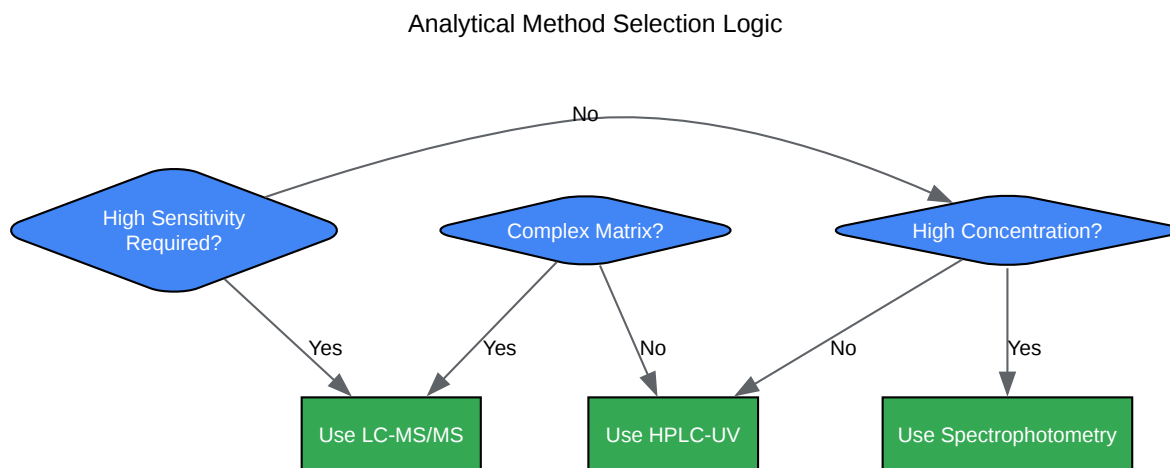 Analytical Method Selection Logic
No
High Sensitivity
Required?
Complex Matrix?
High Concentration?
Yes
Yes
No
No
Yes
Use LC-MS/MS
Use HPLC-UV
Use Spectrophotometry